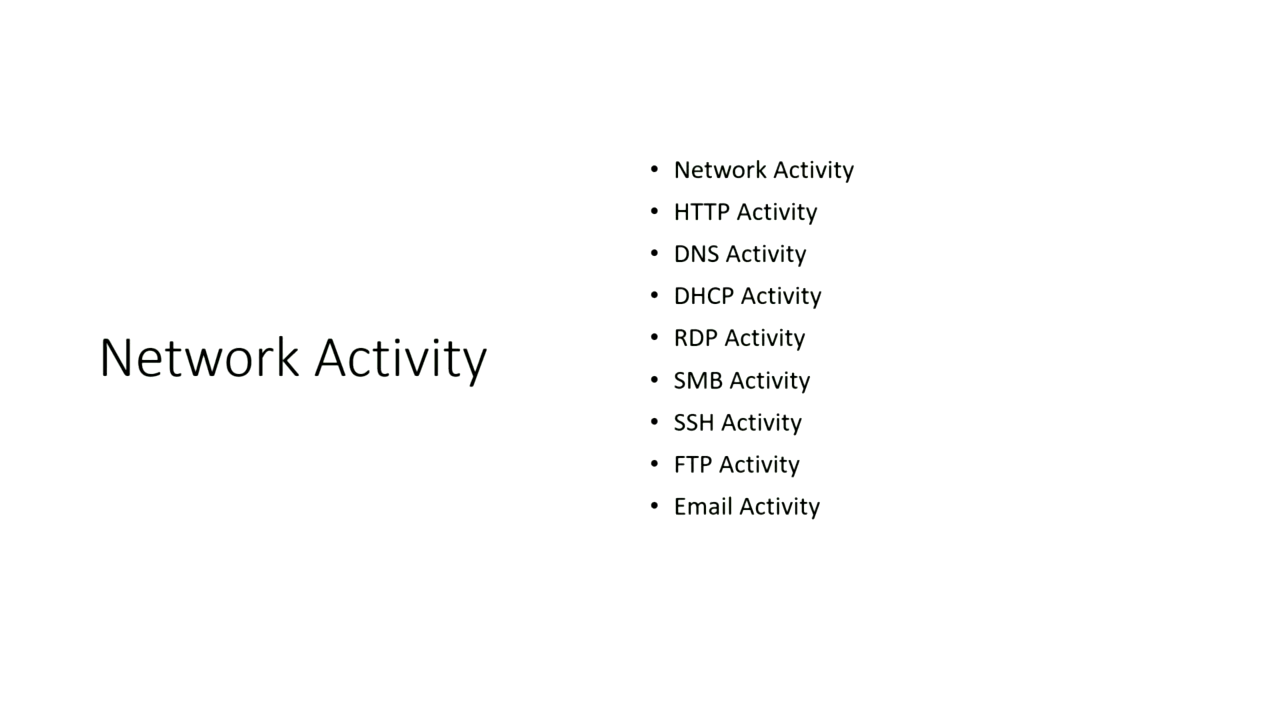 Network Activity
• Network Activity
• HTTP Activity
• DNS Activity
• DHCP Activity
• RDP Activity
• SMB Activity
• SSH Activity
• FTP Activity
• Email Activity